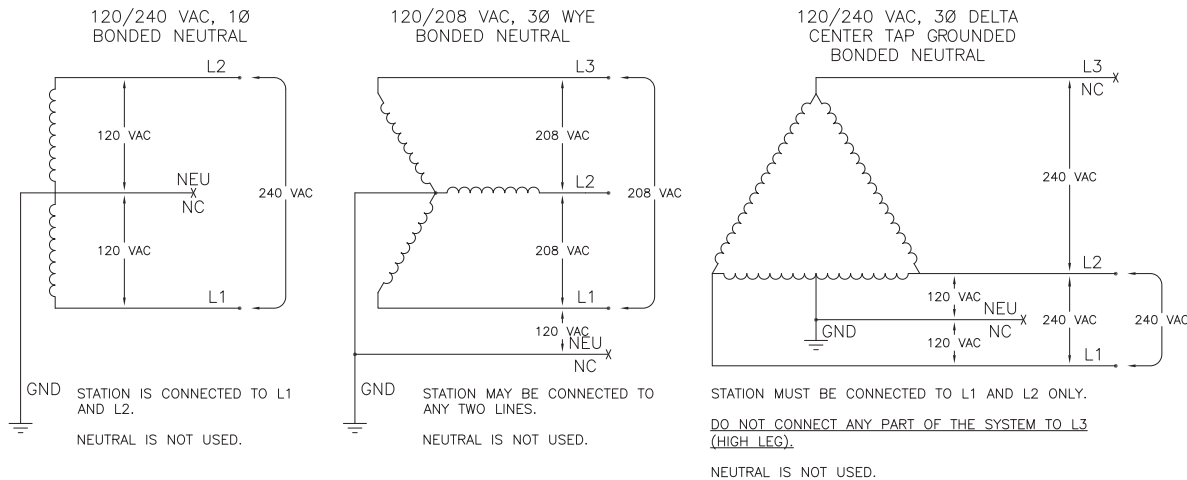 120/240 VAC, 1Ø
BONDED NEUTRAL
L2
120 VAC
NEU
NC
240 VAC
120 VAC
L1
GND
STATION IS CONNECTED TO L1
AND L2.
NEUTRAL IS NOT USED.
120/208 VAC, 3Ø WYE
BONDED NEUTRAL
L3
208 VAC
L2
208 VAC
208 VAC
L1
120 VAC
NEU
NC
GND
STATION MAY BE CONNECTED TO
ANY TWO LINES.
NEUTRAL IS NOT USED.
120/240 VAC, 3Ø DELTA
CENTER TAP GROUNDED
BONDED NEUTRAL
L3
NC
240 VAC
L2
120 VAC
NEU
GND
NC
240 VAC
240 VAC
120 VAC
L1
STATION MUST BE CONNECTED TO L1 AND L2 ONLY.
DO NOT CONNECT ANY PART OF THE SYSTEM TO L3
(HIGH LEG).
NEUTRAL IS NOT USED.